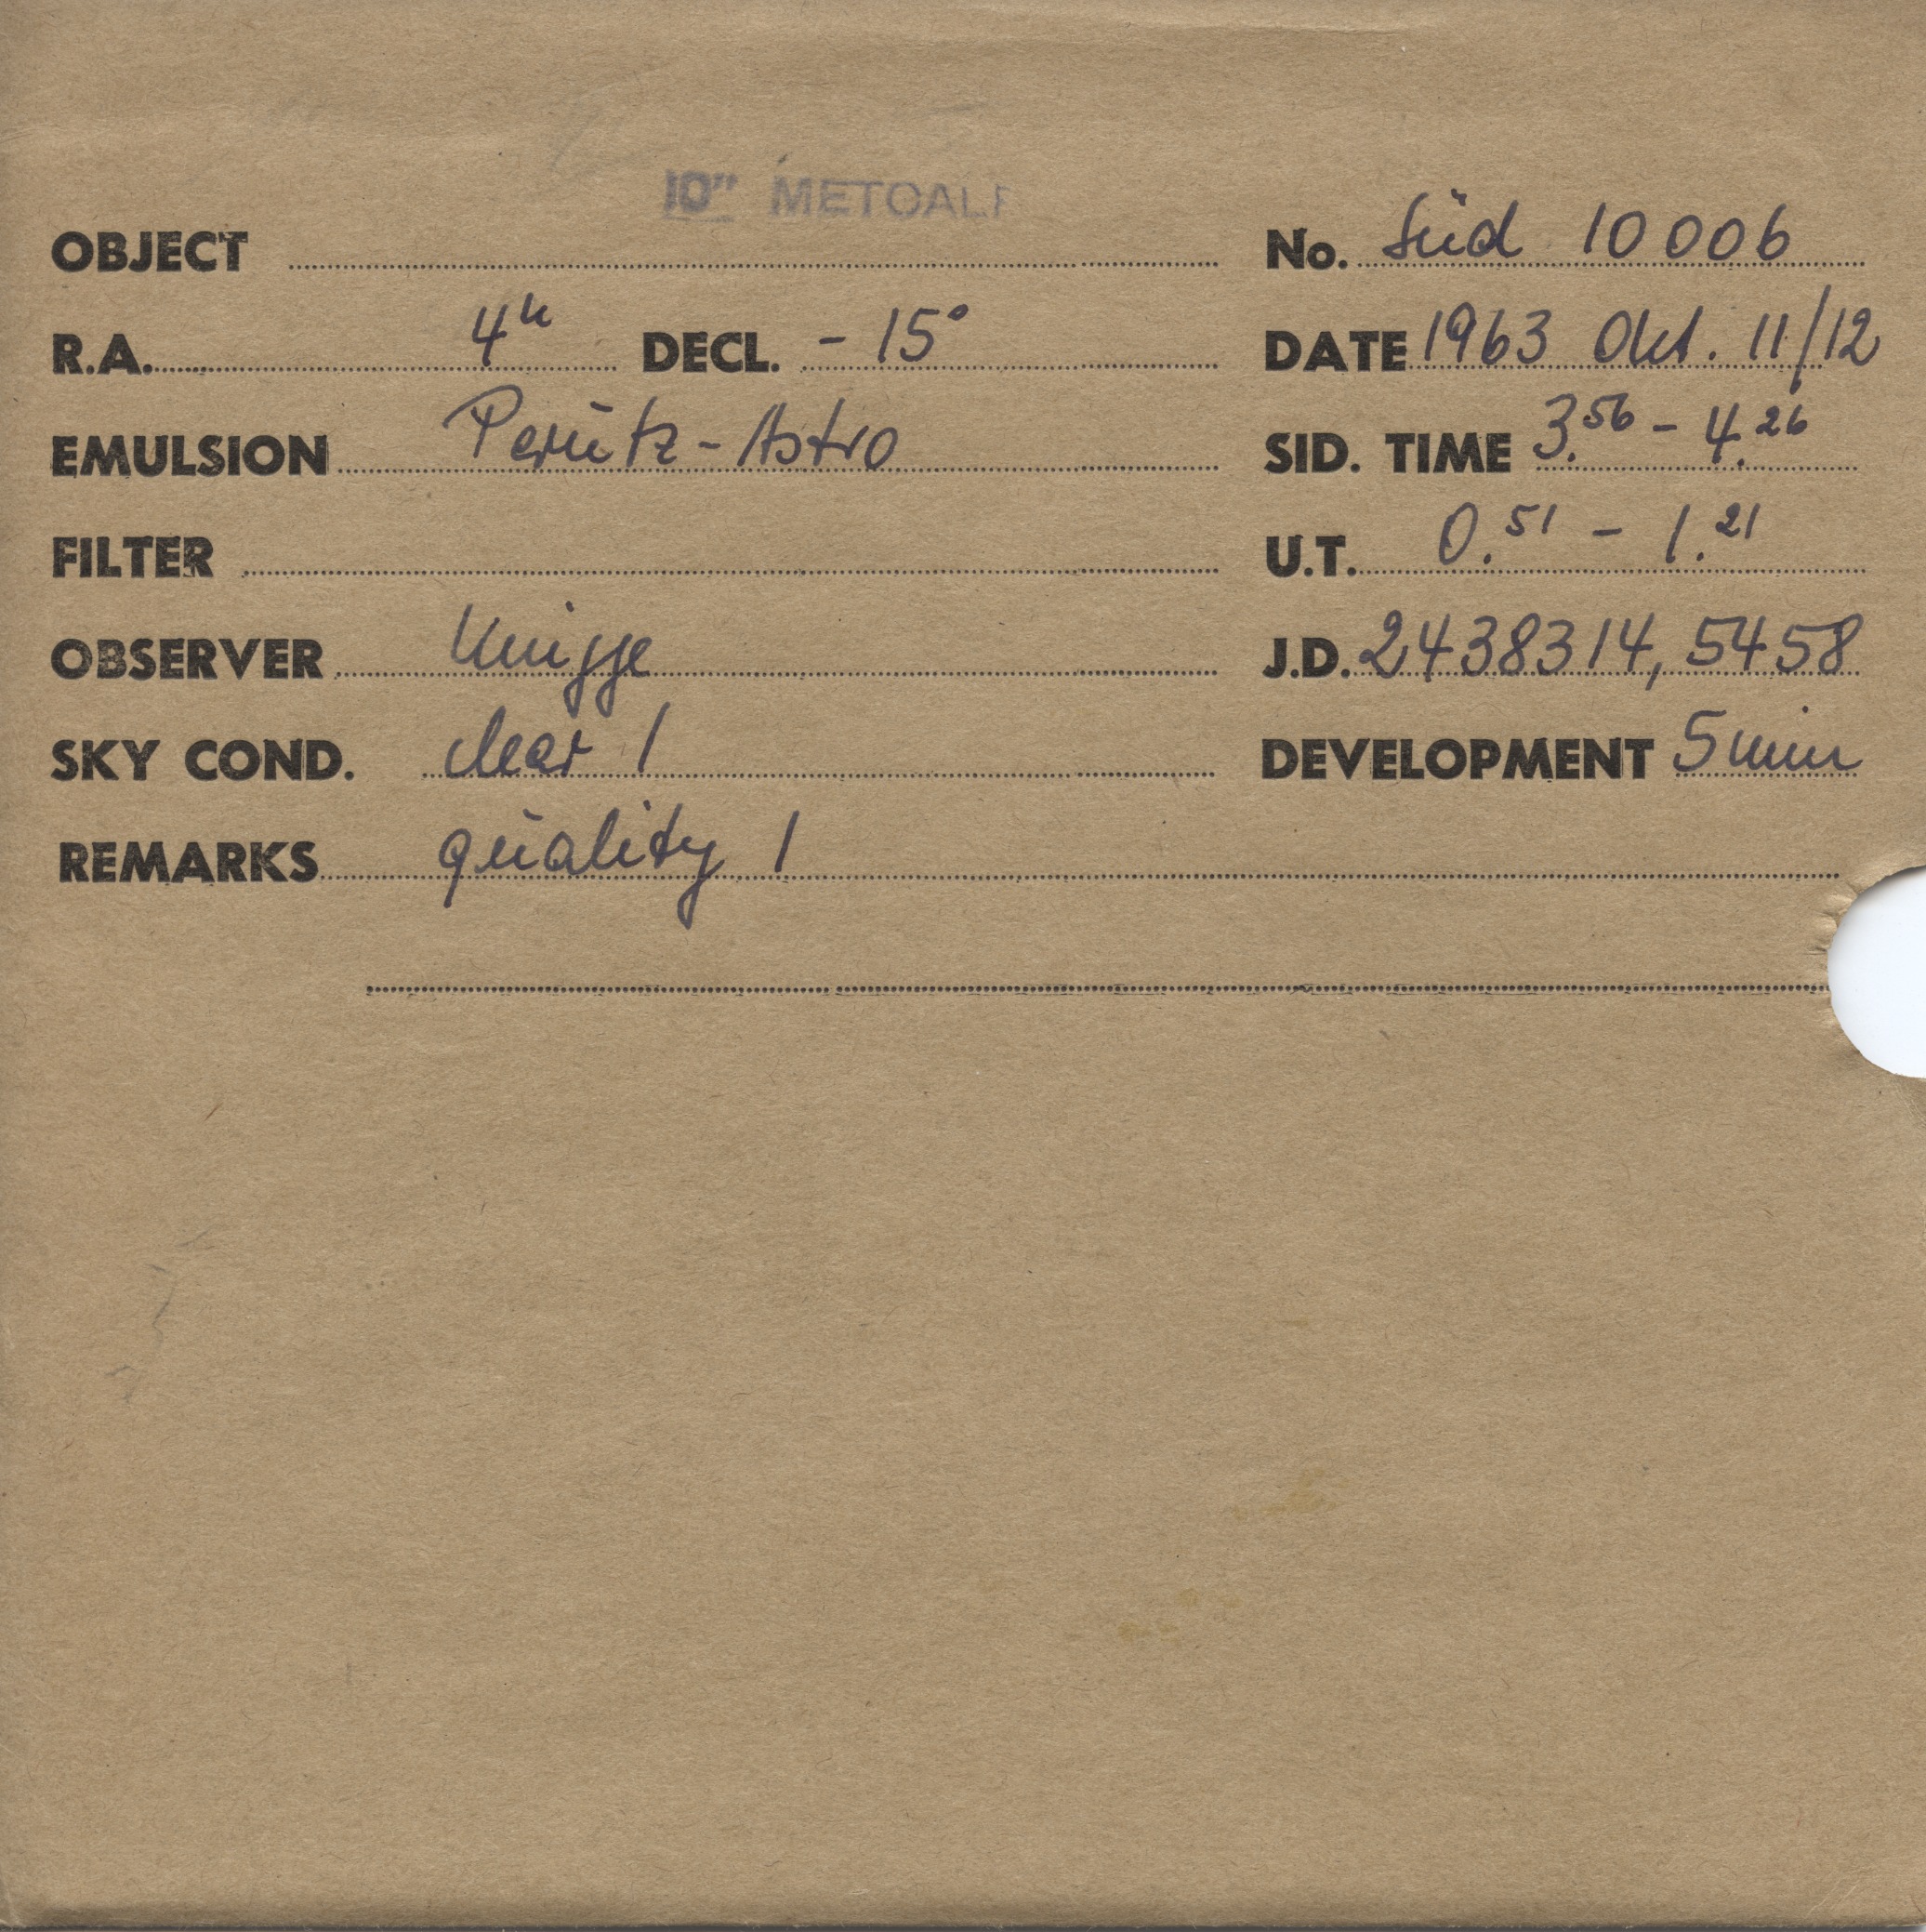 10" METCALF
OBJECT No. Süd 10006
R.A. 4h DECL. - 15° DATE 1963 Okt. 11/12
EMULSION Perutz - Astro SID. TIME 3.56 - 4.26
FILTER U.T. 0.51 - 1.21
OBSERVER Knigge J.D. 2438314,5458
SKY COND. clear 1 DEVELOPMENT 5 min
REMARKS quality 1